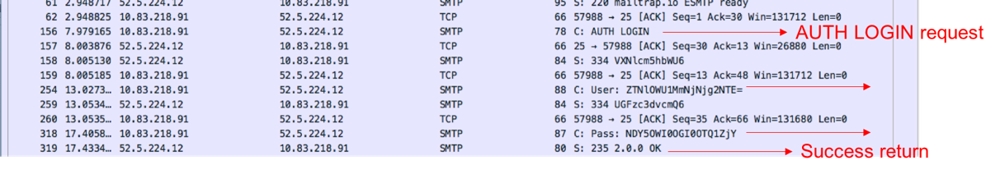 61 2.948717 52.5.224.12 10.83.218.91 SMTP 95 S: 220 mailtrap.io ESMTP ready
62 2.948825 10.83.218.91 52.5.224.12 TCP 66 57988 → 25 [ACK] Seq=1 Ack=30 Win=131712 Len=0
156 7.979165 10.83.218.91 52.5.224.12 SMTP 78 C: AUTH LOGIN AUTH LOGIN request
157 8.003876 52.5.224.12 10.83.218.91 TCP 66 25 → 57988 [ACK] Seq=30 Ack=13 Win=26880 Len=0
158 8.005130 52.5.224.12 10.83.218.91 SMTP 84 S: 334 VXNlcm5hbWU6
159 8.005185 10.83.218.91 52.5.224.12 TCP 66 57988 → 25 [ACK] Seq=13 Ack=48 Win=131712 Len=0
254 13.0273… 10.83.218.91 52.5.224.12 SMTP 88 C: User: ZTNlOWU1MmNjNjg2NTE=
259 13.0534… 52.5.224.12 10.83.218.91 SMTP 84 S: 334 UGFzc3dvcmQ6
260 13.0535… 10.83.218.91 52.5.224.12 TCP 66 57988 → 25 [ACK] Seq=35 Ack=66 Win=131680 Len=0
318 17.4058… 10.83.218.91 52.5.224.12 SMTP 87 C: Pass: NDY5OWI0OGI0OTQ1ZjY
319 17.4334… 52.5.224.12 10.83.218.91 SMTP 80 S: 235 2.0.0 OK Success return